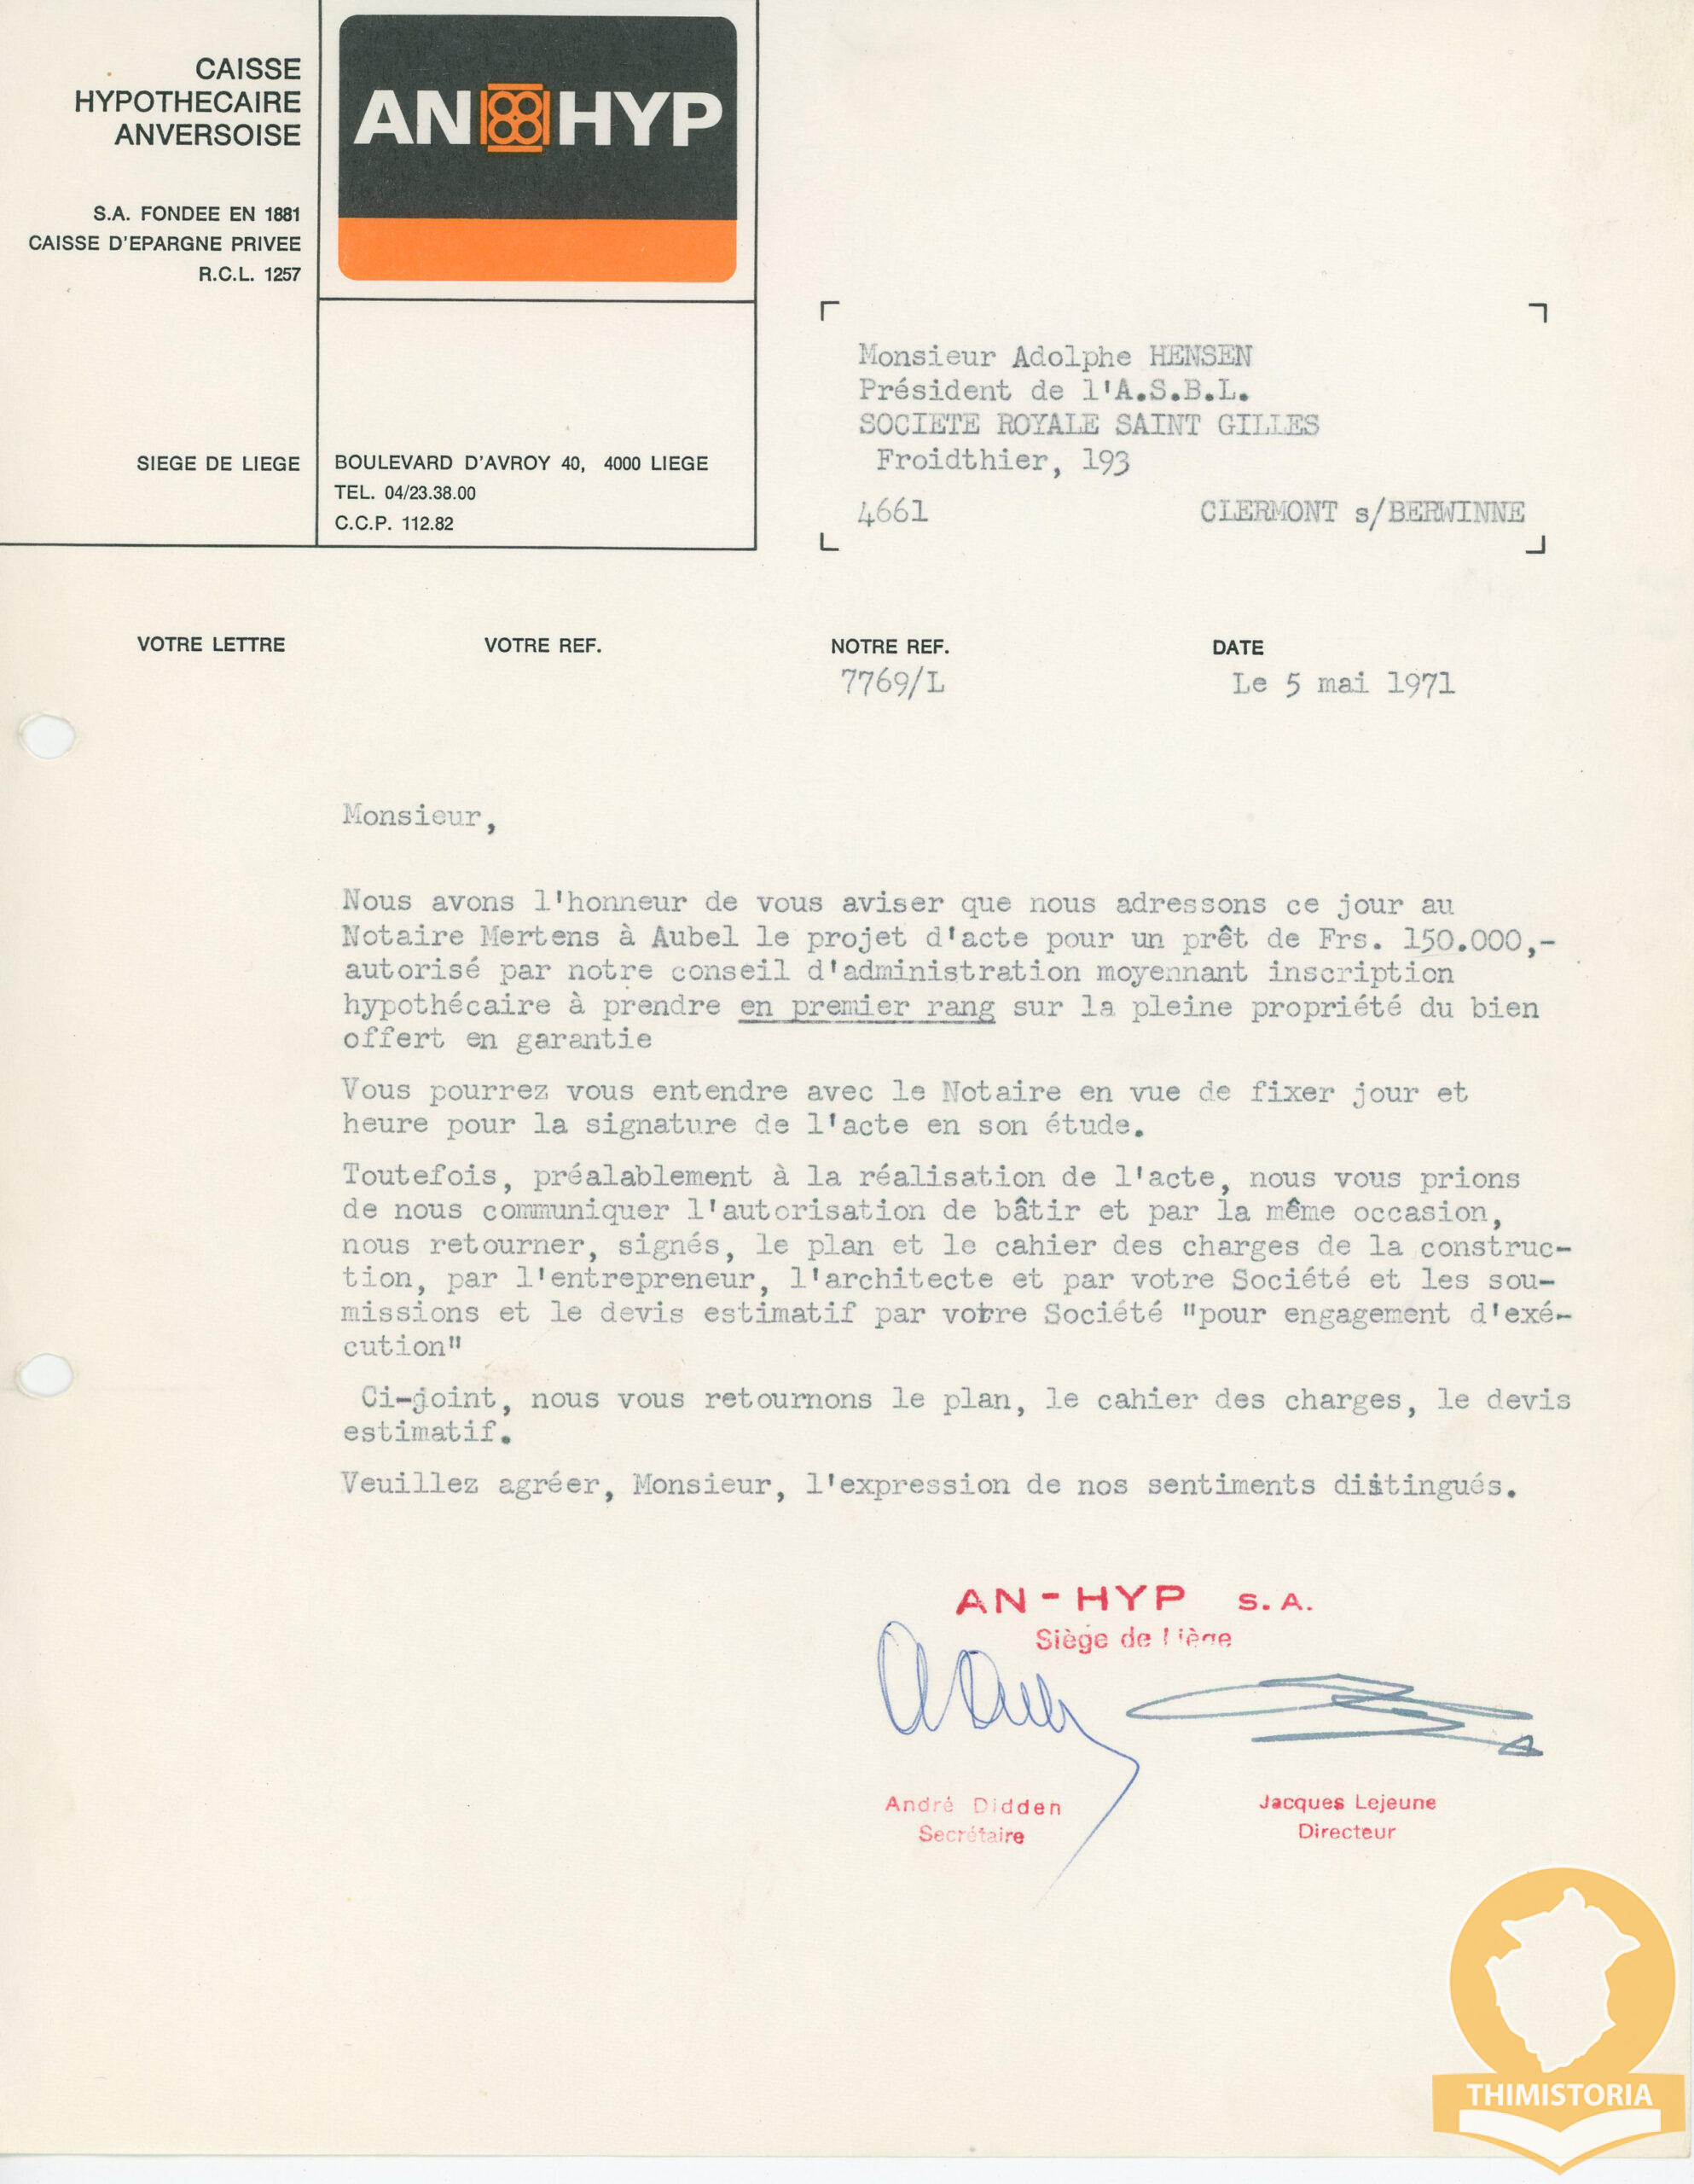 CAISSE
HYPOTHECAIRE
ANVERSOISE
S.A. FONDEE EN 1881
CAISSE D'EPARGNE PRIVEE
R.C.L. 1257
AN HYP
SIEGE DE LIEGE
BOULEVARD D'AVROY 40, 4000 LIEGE
TEL. 04/23.38.00
C.C.P. 112.82
Monsieur Adolphe HENSEN
Président de l'A.S.B.L.
SOCIETE ROYALE SAINT GILLES
Froidthier, 193
4661 CLERMONT s/BERWINNE
VOTRE LETTRE VOTRE REF. NOTRE REF. DATE
7769/L Le 5 mai 1971
Monsieur,
Nous avons l'honneur de vous aviser que nous adressons ce jour au
Notaire Mertens à Aubel le projet d'acte pour un prêt de Frs. 150.000,-
autorisé par notre conseil d'administration moyennant inscription
hypothécaire à prendre en premier rang sur la pleine propriété du bien
offert en garantie
Vous pourrez vous entendre avec le Notaire en vue de fixer jour et
heure pour la signature de l'acte en son étude.
Toutefois, préalablement à la réalisation de l'acte, nous vous prions
de nous communiquer l'autorisation de bâtir et par la même occasion,
nous retourner, signés, le plan et le cahier des charges de la construc-
tion, par l'entrepreneur, l'architecte et par votre Société et les sou-
missions et le devis estimatif par votre Société "pour engagement d'exé-
cution"
Ci-joint, nous vous retournons le plan, le cahier des charges, le devis
estimatif.
Veuillez agréer, Monsieur, l'expression de nos sentiments distingués.
AN-HYP S.A.
Siège de Liège
André Didden
Secrétaire
Jacques Lejeune
Directeur
THIMISTORIA